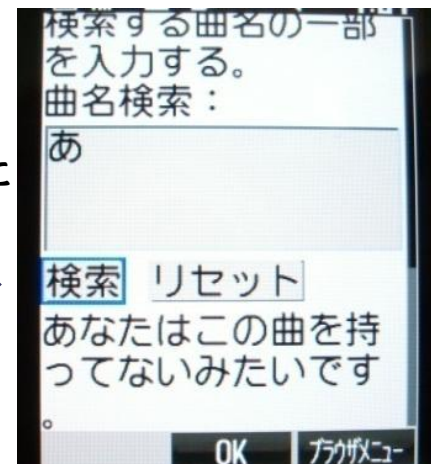 検索する曲名の一部
を入力する。
曲名検索：
あ
検索 リセット
あなたはこの曲を持
ってないみたいです
。
OK ブラウザメニュー